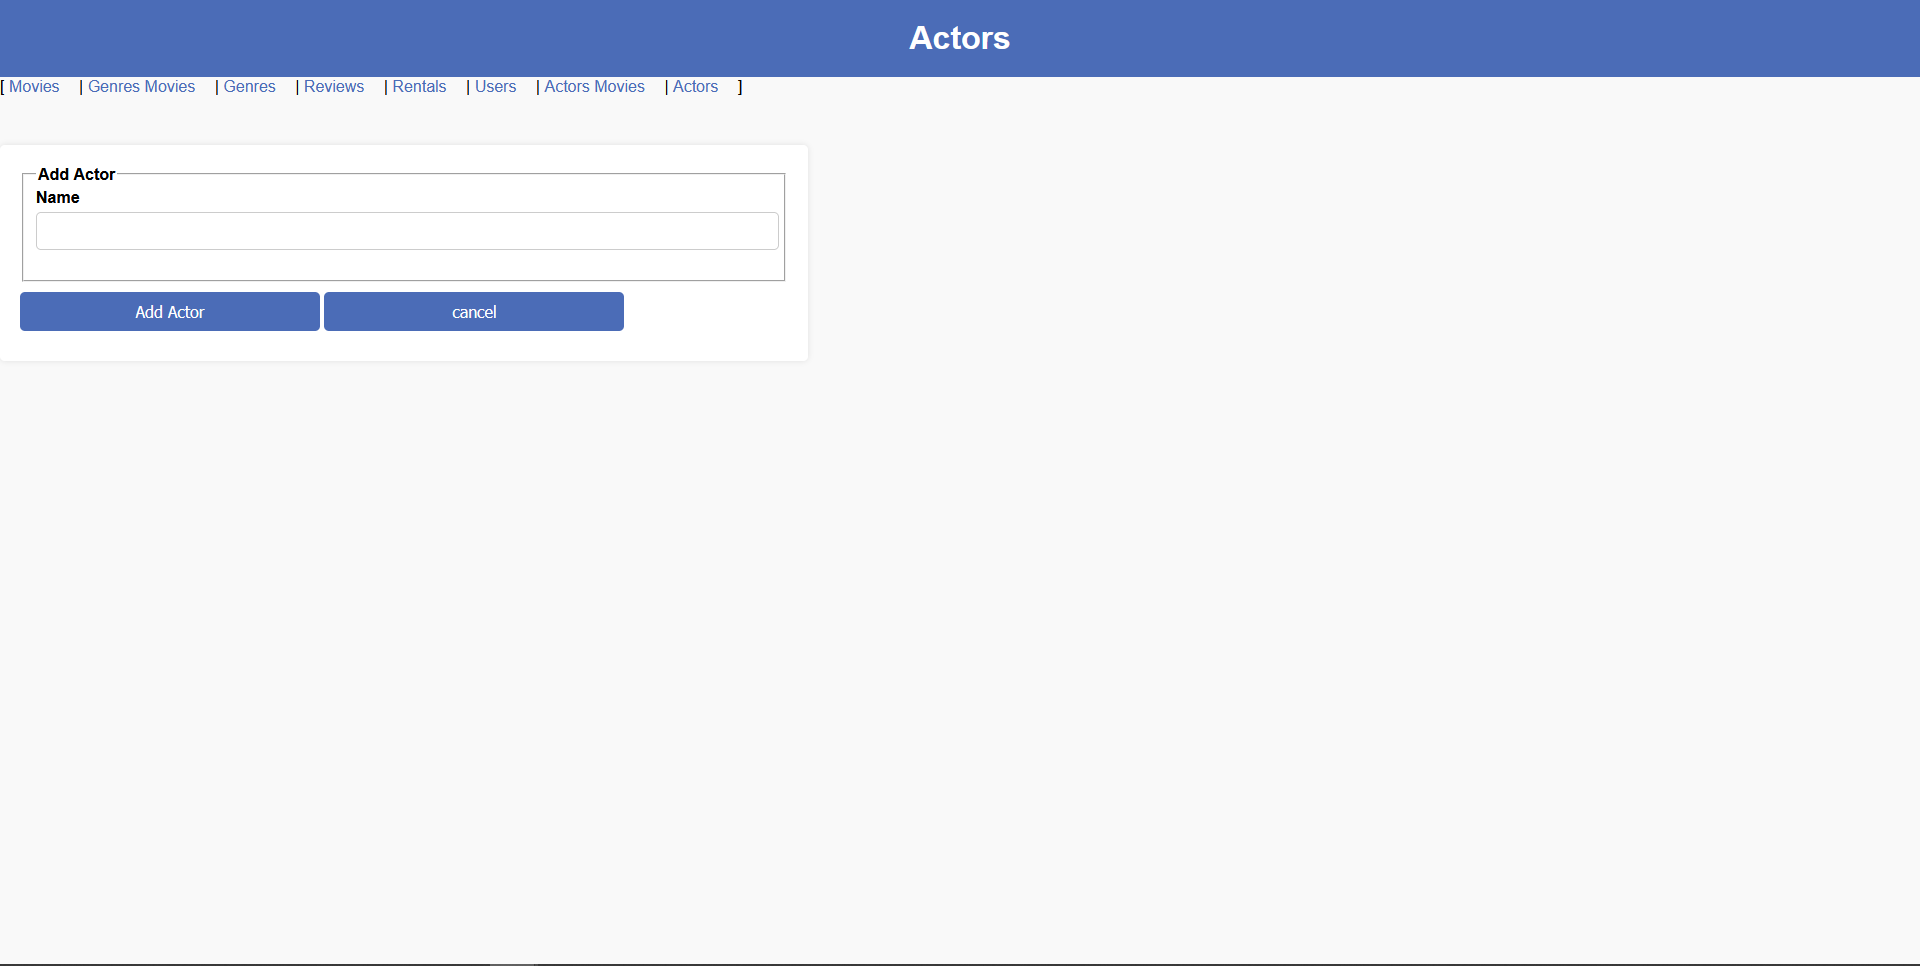 Actors
[ Movies | Genres Movies | Genres | Reviews | Rentals | Users | Actors Movies | Actors ]
Add Actor
Name
Add Actor cancel